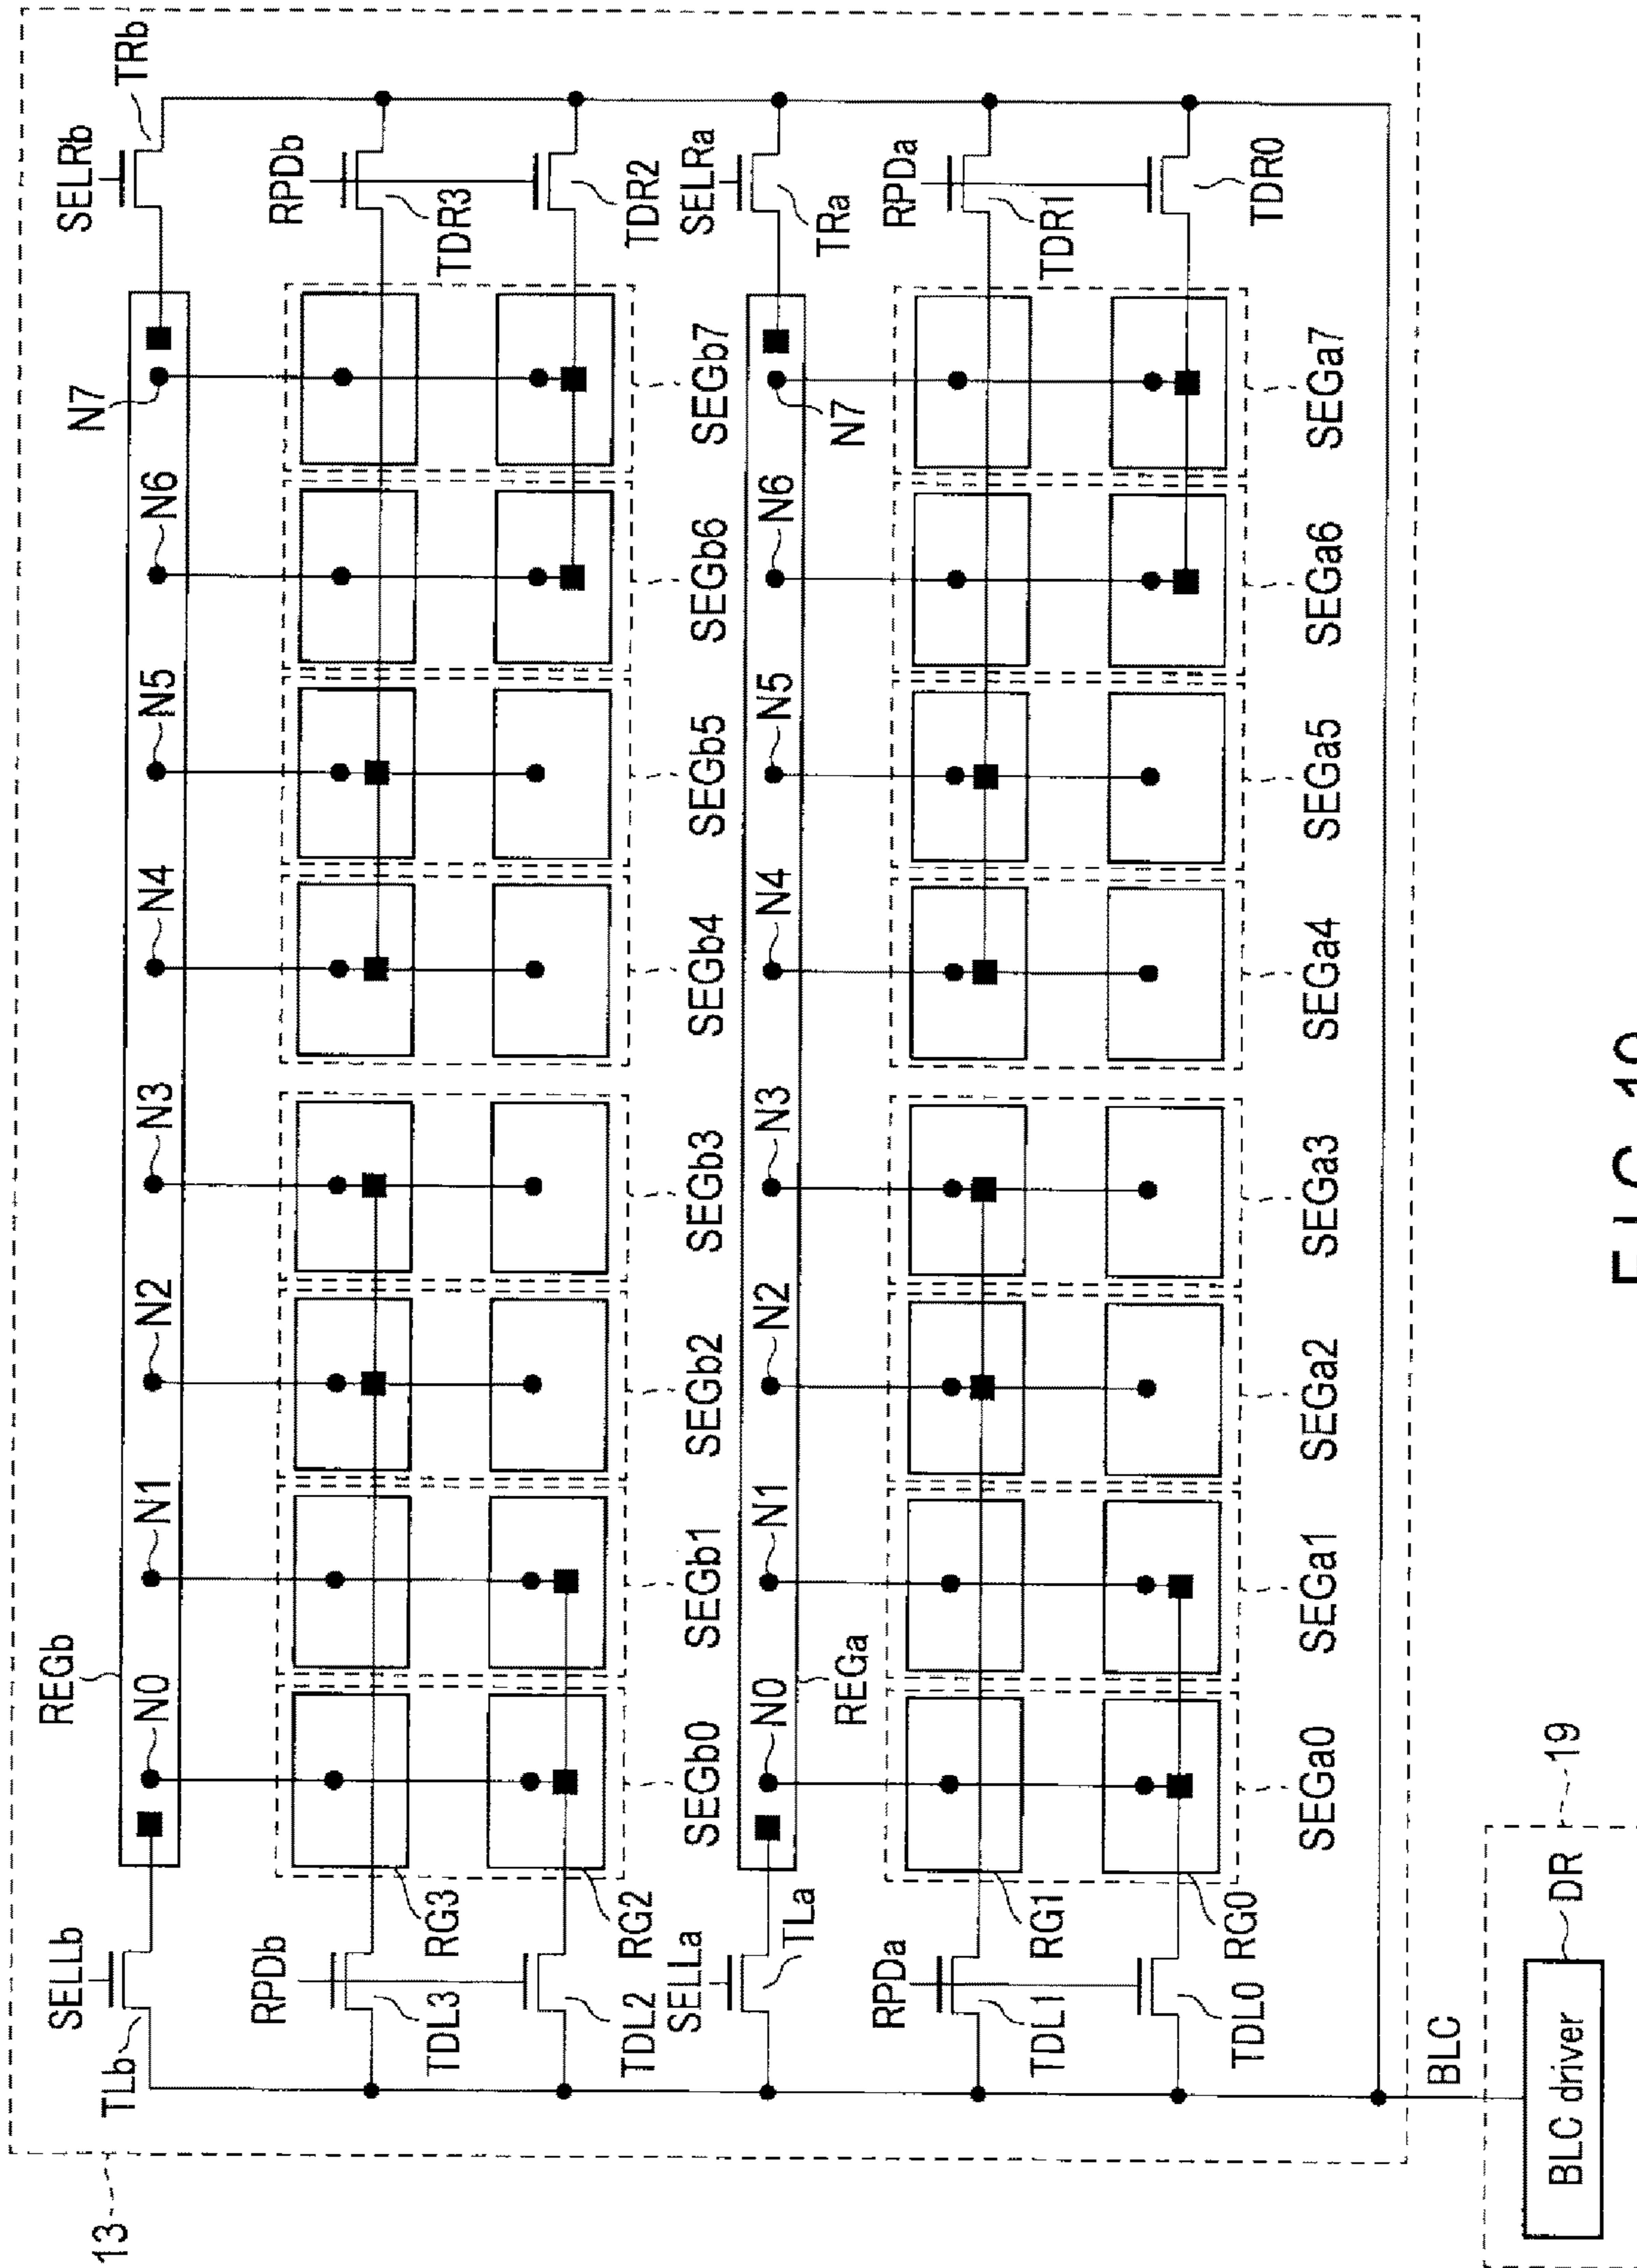 SELLb
REGb
SELRb
TLb
N0
N1
N2
N3
N4
N5
N6
N7
TRb
RPDb
RPDb
TDL3
RG3
TDR3
TDL2
RG2
TDR2
SELLa
SEGb0
SEGb1
SEGb2
SEGb3
SEGb4
SEGb5
SEGb6
SEGb7
SELRa
TLa
N0
N1
N2
N3
N4
N5
N6
N7
TRa
REGa
RPDa
RPDa
TDL1
RG1
TDR1
TDL0
RG0
TDR0
SEGa0
SEGa1
SEGa2
SEGa3
SEGa4
SEGa5
SEGa6
SEGa7
13
BLC
BLC driver
DR
19